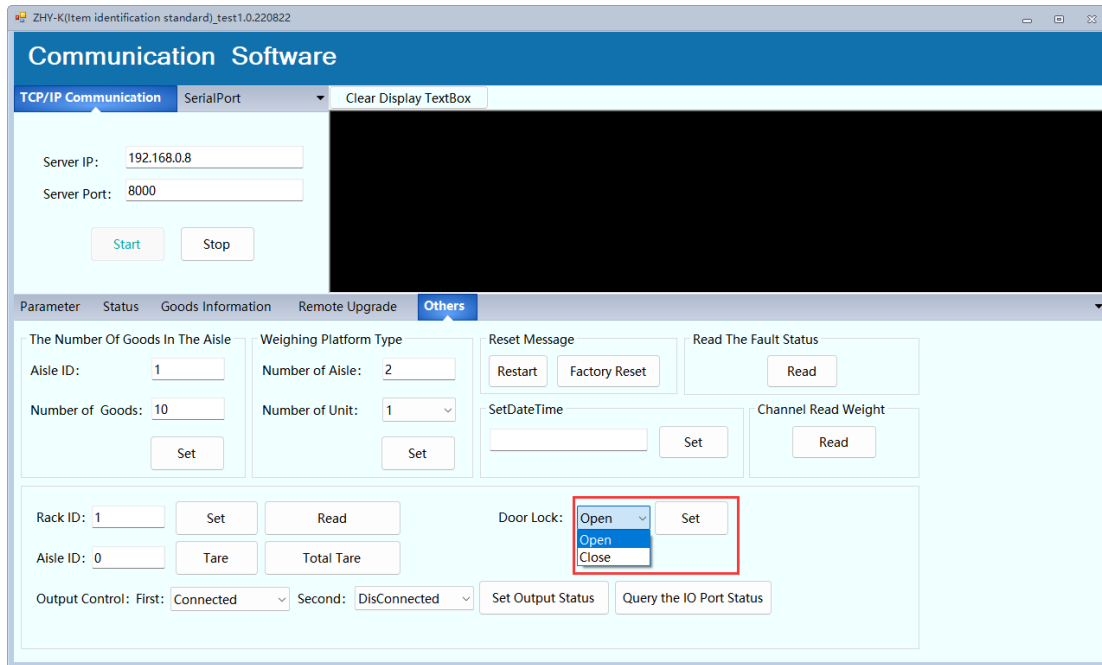 ZHY-K(Item identification standard)_test1.0.220822
Communication Software
TCP/IP Communication SerialPort Clear Display TextBox
Server IP: 192.168.0.8
Server Port: 8000
Start Stop
Parameter Status Goods Information Remote Upgrade Others
The Number Of Goods In The Aisle Weighing Platform Type Reset Message Read The Fault Status
Aisle ID: 1 Number of Aisle: 2 Restart Factory Reset Read
Number of Goods: 10 Number of Unit: 1 SetDateTime Channel Read Weight
Set Read
Set Set
Rack ID: 1 Set Read Door Lock: Open Set
Open
Close
Aisle ID: 0 Tare Total Tare
Output Control: First: Connected Second: DisConnected Set Output Status Query the IO Port Status